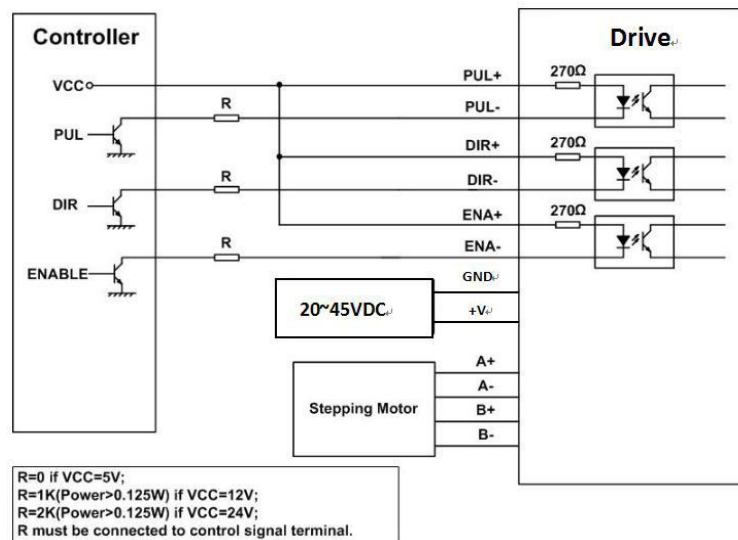 Controller
Drive
VCC
PUL+
270Ω
R
PUL-
PUL
DIR+
270Ω
R
DIR-
DIR
ENA+
270Ω
R
ENA-
ENABLE
GND
20~45VDC
+V
A+
A-
Stepping Motor
B+
B-
R=0 if VCC=5V;
R=1K(Power>0.125W) if VCC=12V;
R=2K(Power>0.125W) if VCC=24V;
R must be connected to control signal terminal.